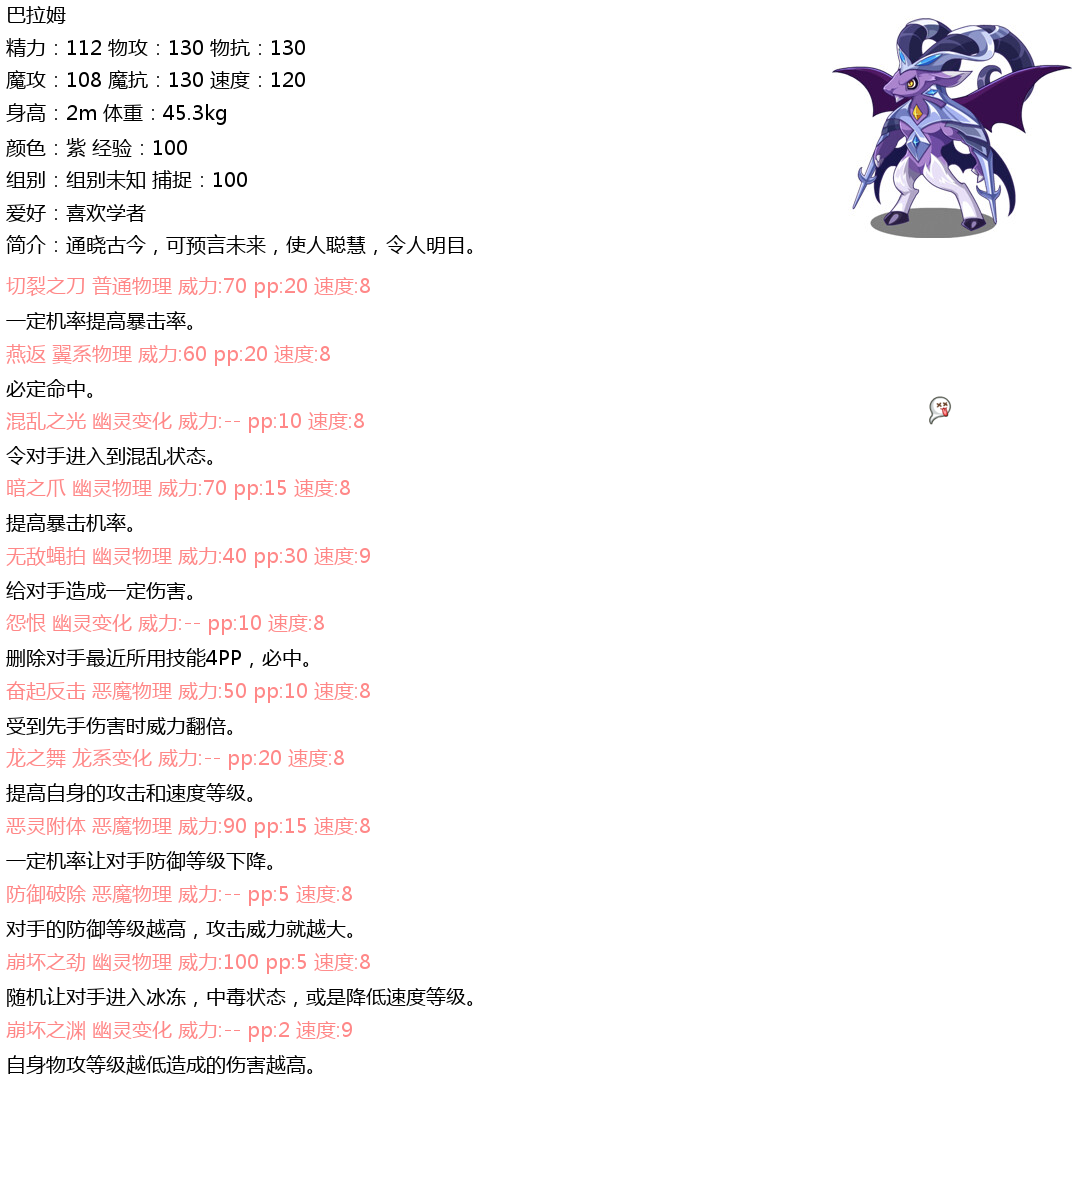 巴拉姆
精力：112 物攻：130 物抗：130
魔攻：108 魔抗：130 速度：120
身高：2m 体重：45.3kg
颜色：紫 经验：100
组别：组别未知 捕捉：100
爱好：喜欢学者
简介：通晓古今，可预言未来，使人聪慧，令人明目。
切裂之刀 普通物理 威力:70 pp:20 速度:8
一定机率提高暴击率。
燕返 翼系物理 威力:60 pp:20 速度:8
必定命中。
混乱之光 幽灵变化 威力:-- pp:10 速度:8
令对手进入到混乱状态。
暗之爪 幽灵物理 威力:70 pp:15 速度:8
提高暴击机率。
无敌蝇拍 幽灵物理 威力:40 pp:30 速度:9
给对手造成一定伤害。
怨恨 幽灵变化 威力:-- pp:10 速度:8
删除对手最近所用技能4PP，必中。
奋起反击 恶魔物理 威力:50 pp:10 速度:8
受到先手伤害时威力翻倍。
龙之舞 龙系变化 威力:-- pp:20 速度:8
提高自身的攻击和速度等级。
恶灵附体 恶魔物理 威力:90 pp:15 速度:8
一定机率让对手防御等级下降。
防御破除 恶魔物理 威力:-- pp:5 速度:8
对手的防御等级越高，攻击威力就越大。
崩坏之劲 幽灵物理 威力:100 pp:5 速度:8
随机让对手进入冰冻，中毒状态，或是降低速度等级。
崩坏之渊 幽灵变化 威力:-- pp:2 速度:9
自身物攻等级越低造成的伤害越高。